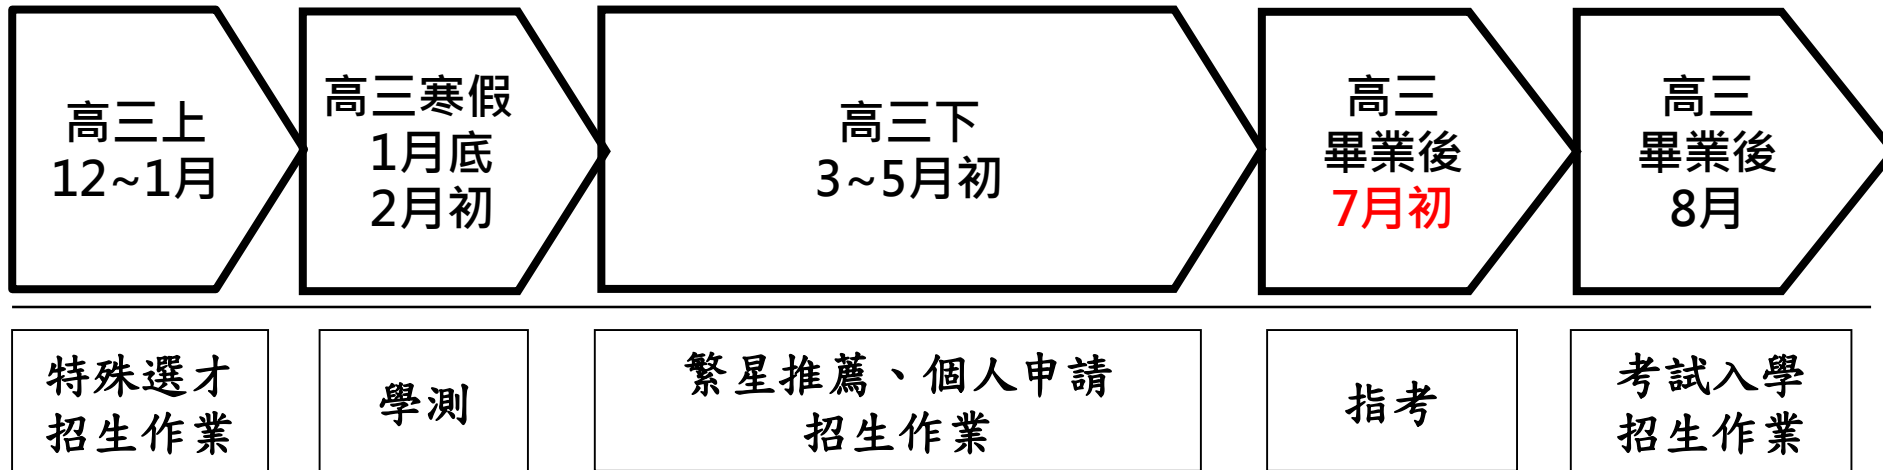 高三上
12~1月
高三寒假
1月底
2月初
高三下
3~5月初
高三
畢業後
7月初
高三
畢業後
8月
特殊選才
招生作業
學測
繁星推薦、個人申請
招生作業
指考
考試入學
招生作業